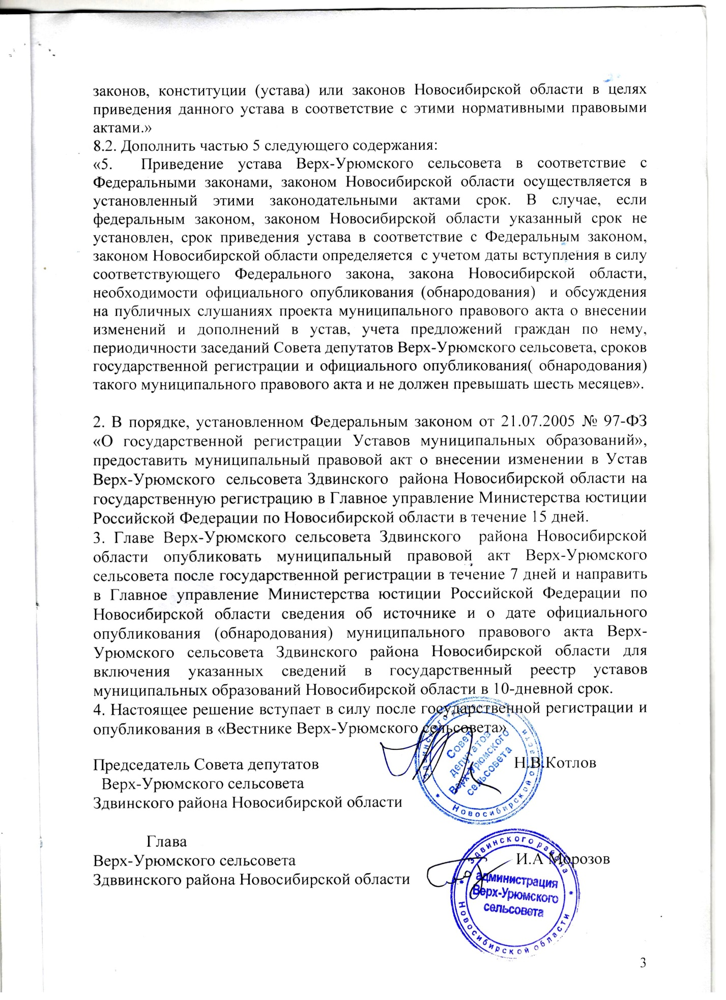 законов, конституции (устава) или законов Новосибирской области в целях
приведения данного устава в соответствие с этими нормативными правовыми
актами.»
8.2. Дополнить частью 5 следующего содержания:
«5. Приведение устава Верх-Урюмского сельсовета в соответствие с
Федеральными законами, законом Новосибирской области осуществляется в
установленный этими законодательными актами срок. В случае, если
федеральным законом, законом Новосибирской области указанный срок не
установлен, срок приведения устава в соответствие с Федеральным законом,
законом Новосибирской области определяется с учетом даты вступления в силу
соответствующего Федерального закона, закона Новосибирской области,
необходимости официального опубликования (обнародования) и обсуждения
на публичных слушаниях проекта муниципального правового акта о внесении
изменений и дополнений в устав, учета предложений граждан по нему,
периодичности заседаний Совета депутатов Верх-Урюмского сельсовета, сроков
государственной регистрации и официального опубликования( обнародования)
такого муниципального правового акта и не должен превышать шесть месяцев».
2. В порядке, установленном Федеральным законом от 21.07.2005 № 97-ФЗ
«О государственной регистрации Уставов муниципальных образований»,
предоставить муниципальный правовой акт о внесении изменении в Устав
Верх-Урюмского сельсовета Здвинского района Новосибирской области на
государственную регистрацию в Главное управление Министерства юстиции
Российской Федерации по Новосибирской области в течение 15 дней.
3. Главе Верх-Урюмского сельсовета Здвинского района Новосибирской
области опубликовать муниципальный правовой акт Верх-Урюмского
сельсовета после государственной регистрации в течение 7 дней и направить
в Главное управление Министерства юстиции Российской Федерации по
Новосибирской области сведения об источнике и о дате официального
опубликования (обнародования) муниципального правового акта Верх-
Урюмского сельсовета Здвинского района Новосибирской области для
включения указанных сведений в государственный реестр уставов
муниципальных образований Новосибирской области в 10-дневной срок.
4. Настоящее решение вступает в силу после государственной регистрации и
опубликования в «Вестнике Верх-Урюмского сельсовета»
Председатель Совета депутатов Н.В.Котлов
Верх-Урюмского сельсовета
Здвинского района Новосибирской области
Здвинского района * Новосибирской области *
Совет
депутатов
Верх-Урюмского
сельсовета
Глава
Верх-Урюмского сельсовета И.А Морозов
Здввинского района Новосибирской области
Здвинского района * Новосибирской области *
администрация
Верх-Урюмского
сельсовета
3